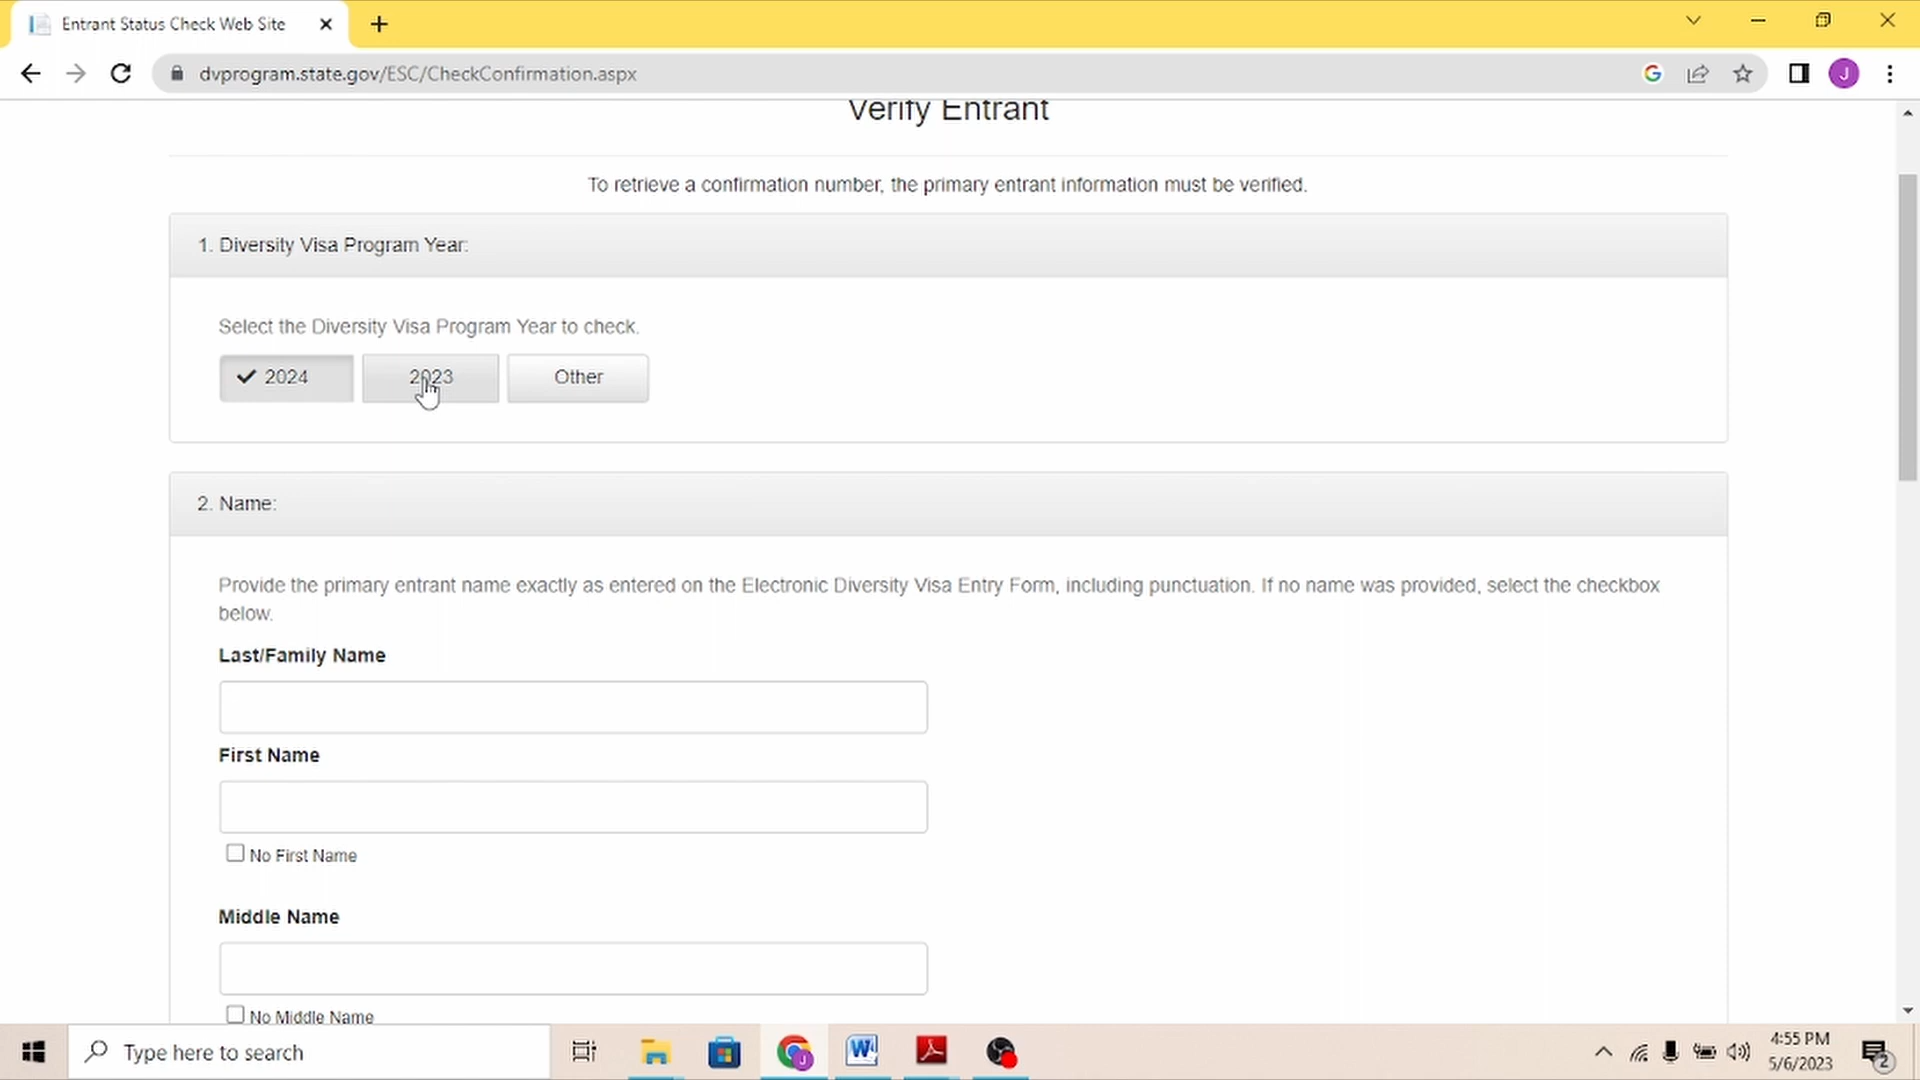 Entrant Status Check Web Site
dvprogram.state.gov/ESC/CheckConfirmation.aspx
J
Verify Entrant
To retrieve a confirmation number, the primary entrant information must be verified.
1. Diversity Visa Program Year:
Select the Diversity Visa Program Year to check.
2024 2023 Other
2. Name:
Provide the primary entrant name exactly as entered on the Electronic Diversity Visa Entry Form, including punctuation. If no name was provided, select the checkbox
below.
Last/Family Name
First Name
No First Name
Middle Name
No Middle Name
Type here to search
4:55 PM
5/6/2023
2